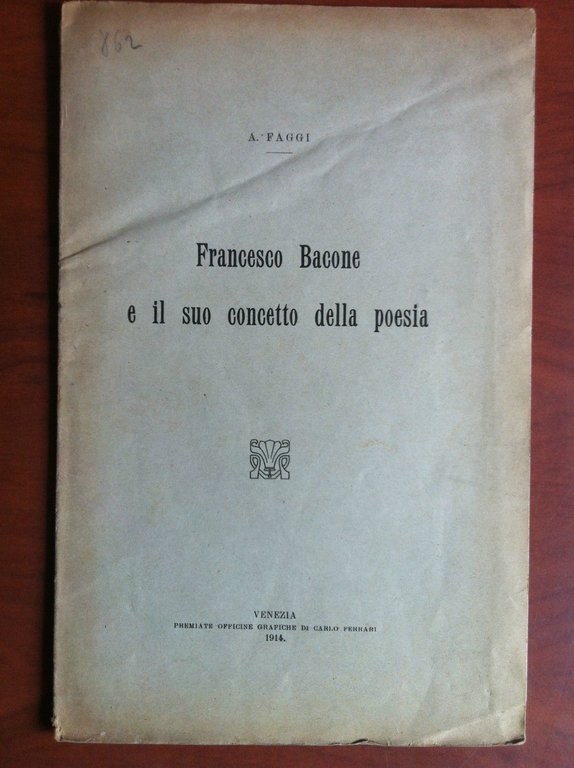 862
A. FAGGI
Francesco Bacone
e il suo concetto della poesia
VENEZIA
PREMIATE OFFICINE GRAFICHE DI CARLO FERRARI
1914.